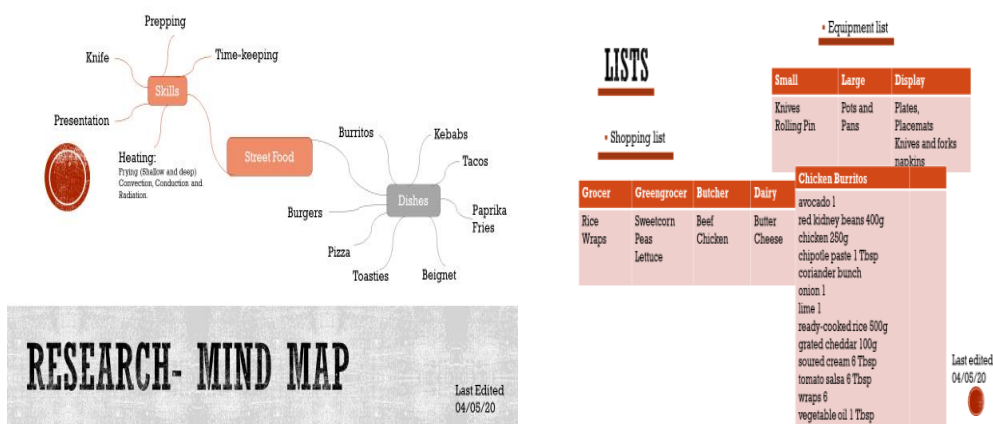 Prepping
Knife
Time-keeping
Skills
Presentation
Heating:
Frying (Shallow and deep)
Convection, Conduction and
Radiation.
Street Food
Burritos
Kebabs
Tacos
Dishes
Paprika
Fries
Burgers
Pizza
Toasties
Beignet
RESEARCH- MIND MAP
Last Edited
04/05/20
LISTS
• Equipment list
Small Large Display
Knives Pots and Plates,
Rolling Pin Pans Placemats
Knives and forks
napkins
• Shopping list
Grocer Greengrocer Butcher Dairy
Rice Sweetcorn Beef Butter
Wraps Peas Chicken Cheese
Lettuce
Chicken Burritos
avocado 1
red kidney beans 400g
chicken 250g
chipotle paste 1 Tbsp
coriander bunch
onion 1
lime 1
ready-cooked rice 500g
grated cheddar 100g
soured cream 6 Tbsp
tomato salsa 6 Tbsp
wraps 6
vegetable oil 1 Tbsp
Last edited
04/05/20